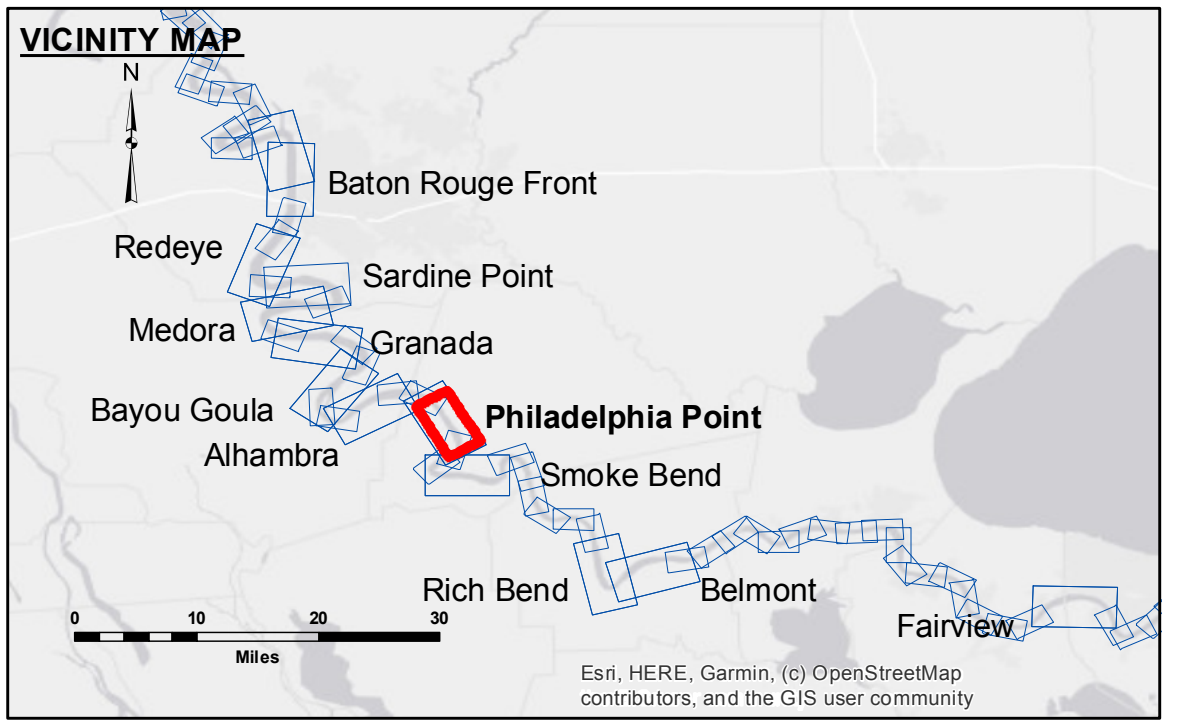 VICINITY MAP
N
Baton Rouge Front
Redeye
Sardine Point
Medora
Granada
Bayou Goula
Philadelphia Point
Alhambra
Smoke Bend
Rich Bend
Belmont
Fairview
0 10 20 30
Miles
Esri, HERE, Garmin, (c) OpenStreetMap
contributors, and the GIS user community